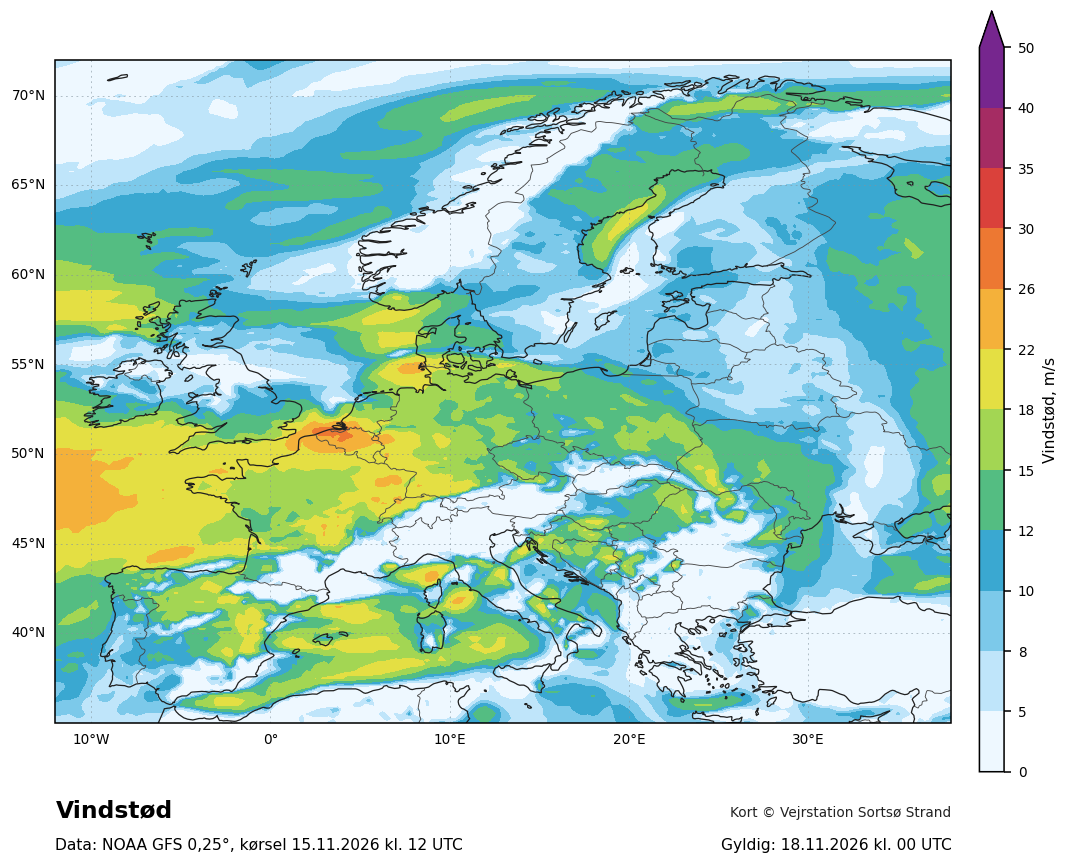 50
40
35
30
26
22
18
15
12
10
8
5
0
Vindstød, m/s
70°N
65°N
60°N
55°N
50°N
45°N
40°N
10°W
0°
10°E
20°E
30°E
Vindstød
Kort © Vejrstation Sortsø Strand
Data: NOAA GFS 0,25°, kørsel 15.11.2026 kl. 12 UTC
Gyldig: 18.11.2026 kl. 00 UTC